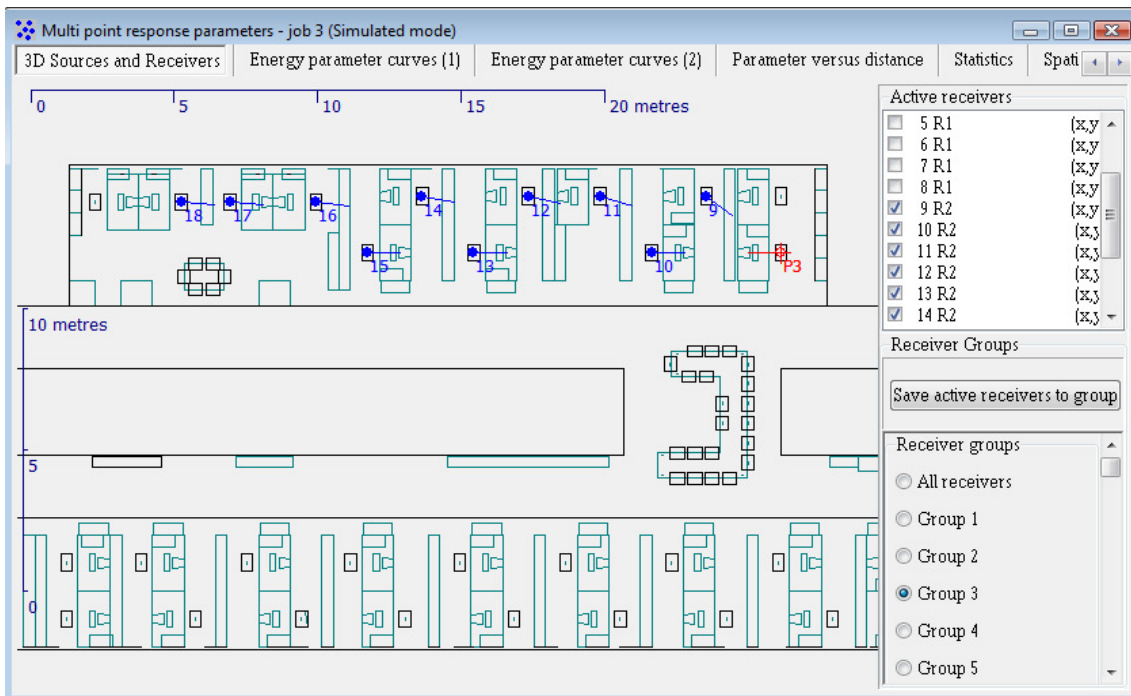 Multi point response parameters - job 3 (Simulated mode)
3D Sources and Receivers Energy parameter curves (1) Energy parameter curves (2) Parameter versus distance Statistics Spati
0 5 10 15 20 metres
Active receivers
5 R1 (x,y
6 R1 (x,y
7 R1 (x,y
8 R1 (x,y
9 R2 (x,y
10 R2 (x,y
11 R2 (x,y
12 R2 (x,y
13 R2 (x,y
14 R2 (x,y
18 17 16 14 12 11 9
15 13 10 P3
10 metres
5
0
Receiver Groups
Save active receivers to group
Receiver groups
All receivers
Group 1
Group 2
Group 3
Group 4
Group 5